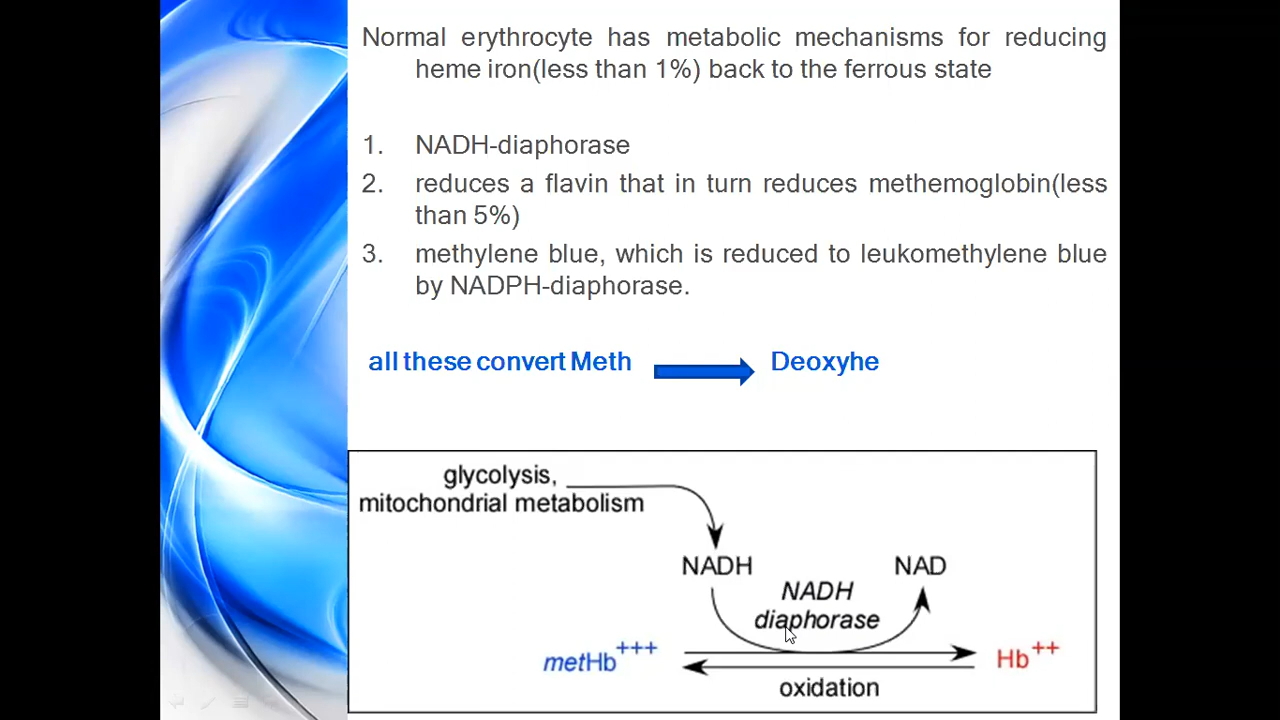 Normal erythrocyte has metabolic mechanisms for reducing
heme iron(less than 1%) back to the ferrous state
1. NADH-diaphorase
2. reduces a flavin that in turn reduces methemoglobin(less
than 5%)
3. methylene blue, which is reduced to leukomethylene blue
by NADPH-diaphorase.
all these convert Meth Deoxyhe
glycolysis,
mitochondrial metabolism
NADH NAD
NADH
diaphorase
metHb+++ Hb++
oxidation